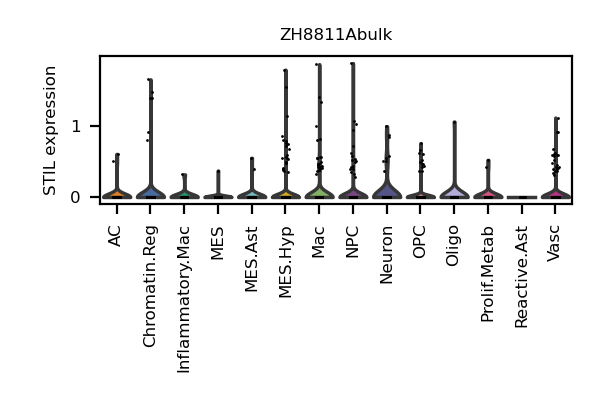 ZH8811Abulk
STIL expression
1
0
AC
Chromatin.Reg
Inflammatory.Mac
MES
MES.Ast
MES.Hyp
Mac
NPC
Neuron
OPC
Oligo
Prolif.Metab
Reactive.Ast
Vasc